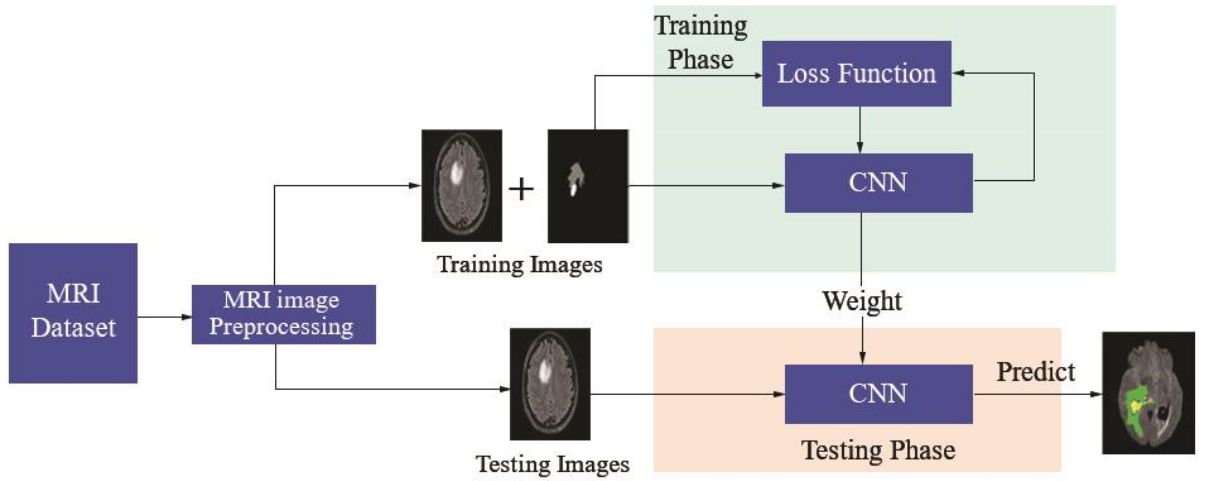 Training
Phase
Loss Function
CNN
Training Images
MRI
Dataset
MRI image
Preprocessing
Weight
CNN
Predict
Testing Phase
Testing Images